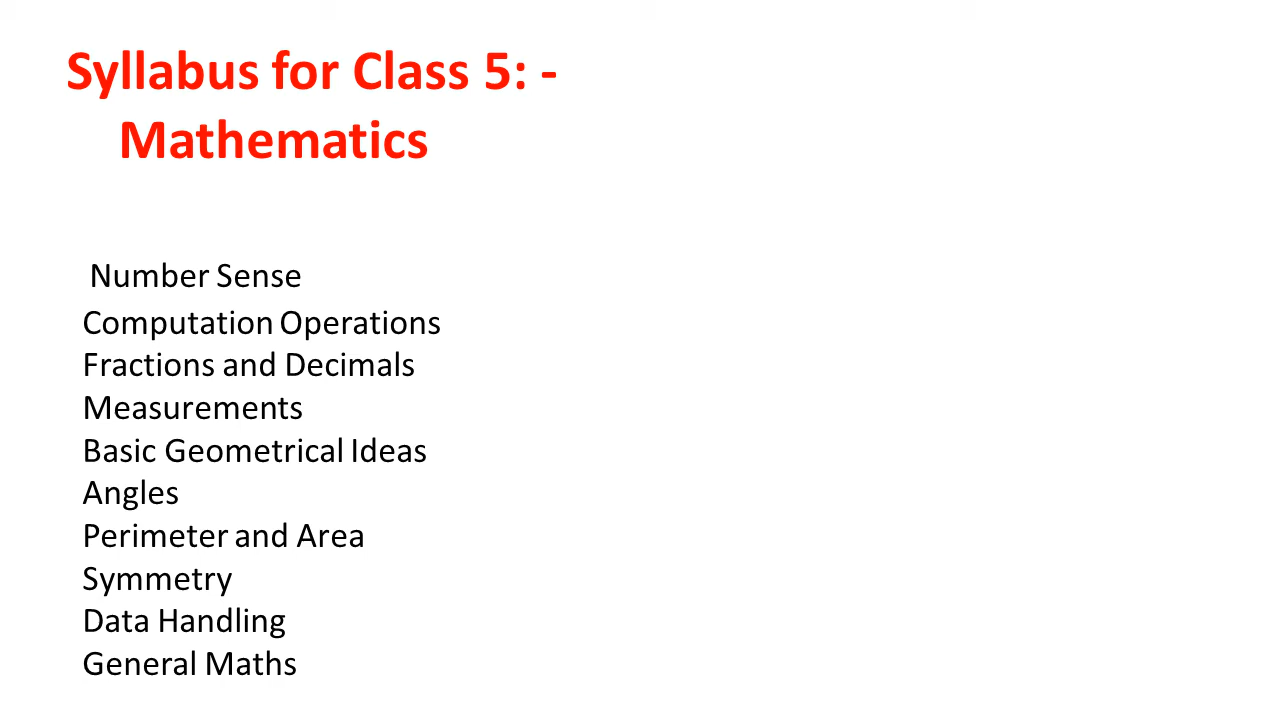 Syllabus for Class 5: -
Mathematics
Number Sense
Computation Operations
Fractions and Decimals
Measurements
Basic Geometrical Ideas
Angles
Perimeter and Area
Symmetry
Data Handling
General Maths